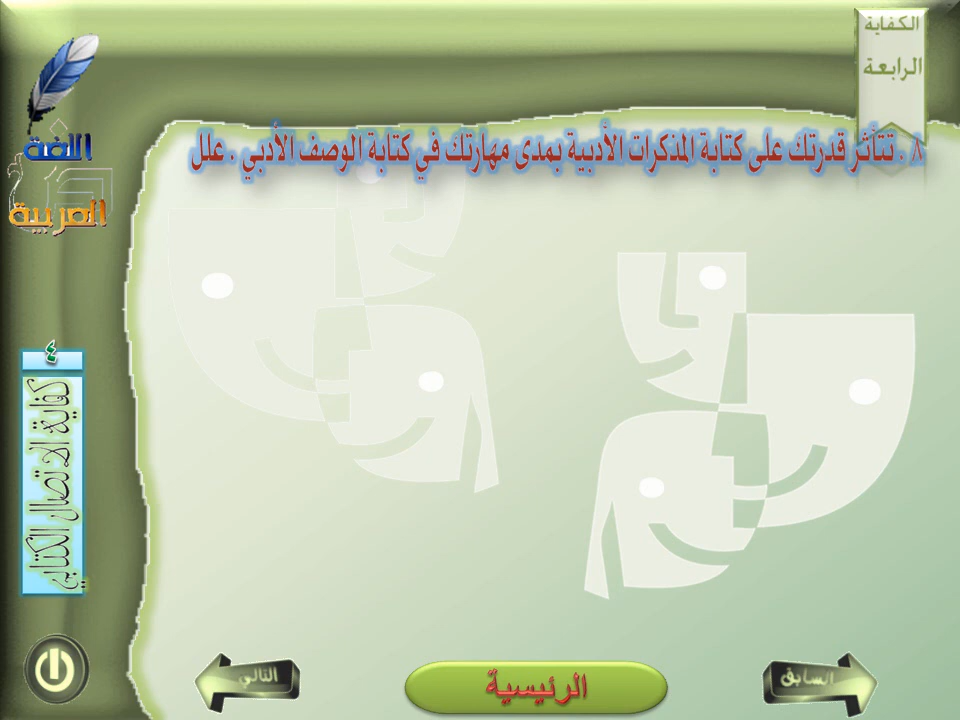 الكفاية
الرابعة
٨ . تتأثر قدرتك على كتابة المذكرات الأدبية بمدى مهارتك في كتابة الوصف الأدبي . علل
اللغة
العربية
٤
كفاية الاتصال الكتابي
السابق
الرئيسية
التالي